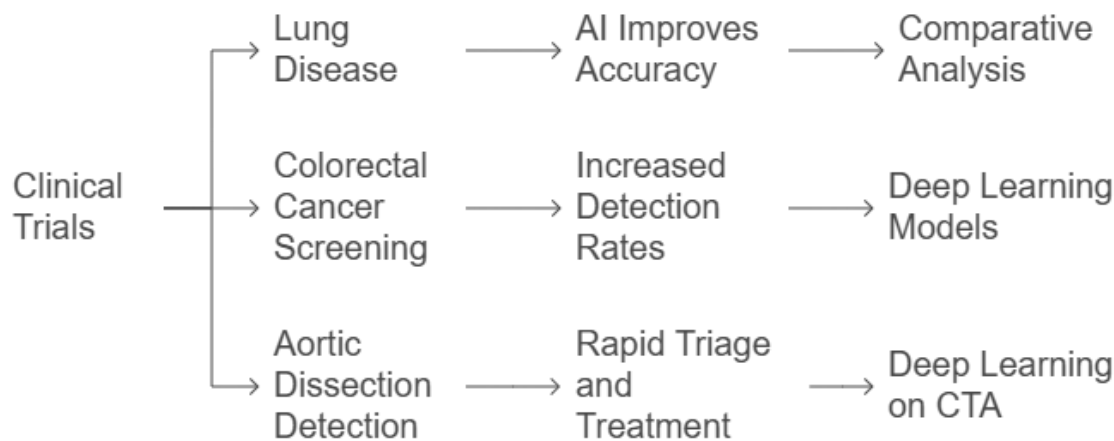 Lung
Disease
AI Improves
Accuracy
Comparative
Analysis
Clinical
Trials
Colorectal
Cancer
Screening
Increased
Detection
Rates
Deep Learning
Models
Aortic
Dissection
Detection
Rapid Triage
and
Treatment
Deep Learning
on CTA